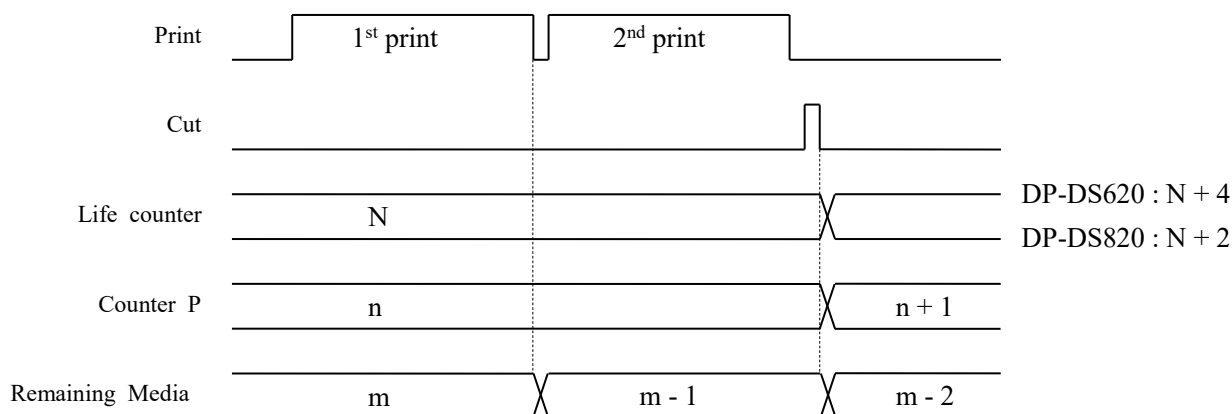 Print 1st print 2nd print
Cut
Life counter N DP-DS620 : N + 4
DP-DS820 : N + 2
Counter P n n + 1
Remaining Media m m - 1 m - 2